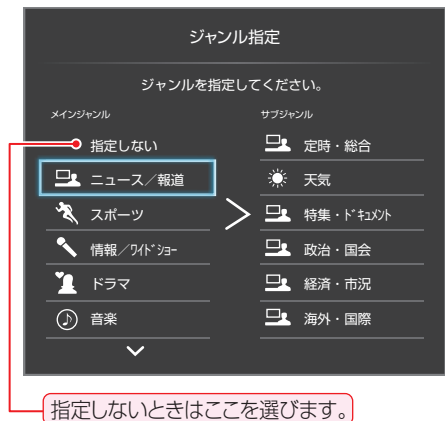 ジャンル指定
ジャンルを指定してください。
メインジャンル
サブジャンル
指定しない
ニュース／報道
スポーツ
情報／ワイドショー
ドラマ
音楽
定時・総合
天気
特集・ドキュメント
政治・国会
経済・市況
海外・国際
指定しないときはここを選びます。